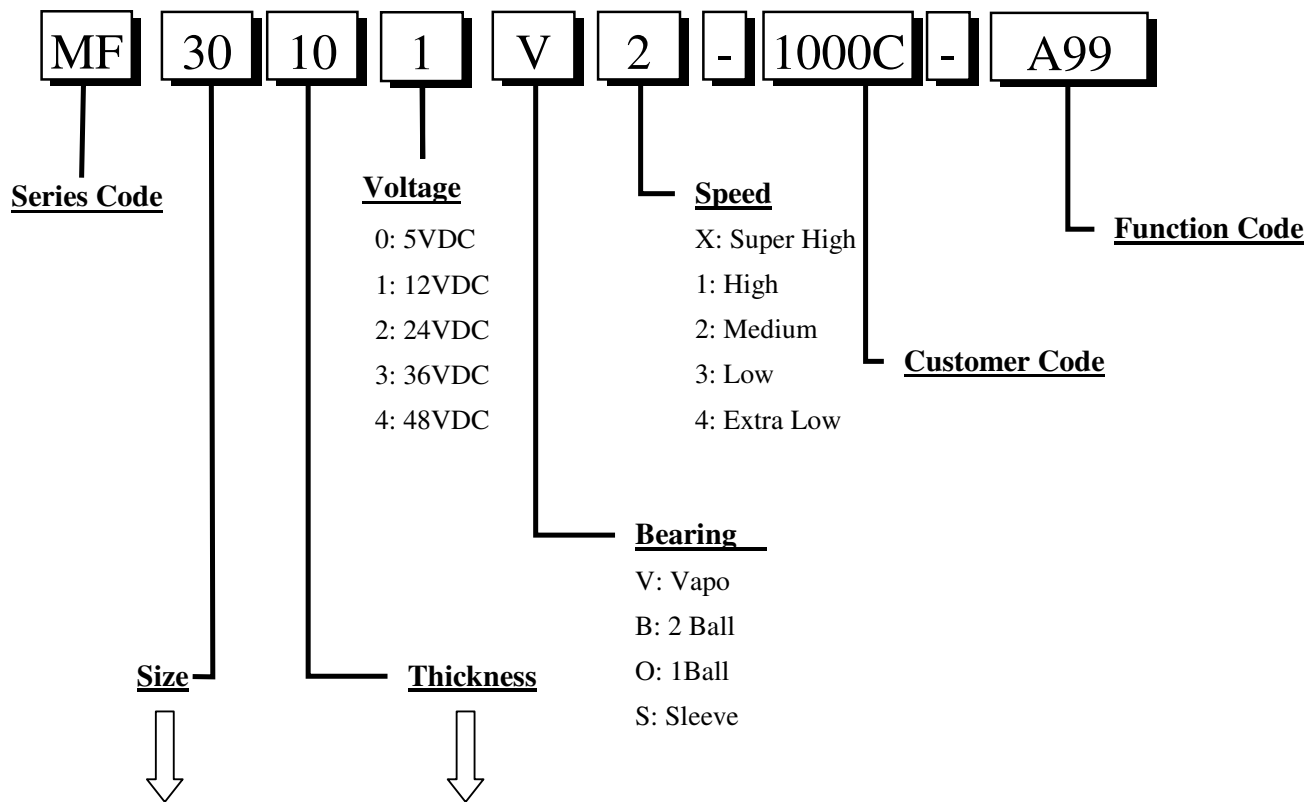 MF 30 10 1 V 2 - 1000C - A99
Series Code
Voltage
0: 5VDC
1: 12VDC
2: 24VDC
3: 36VDC
4: 48VDC
Speed
X: Super High
1: High
2: Medium
3: Low
4: Extra Low
Function Code
Customer Code
Bearing
V: Vapo
B: 2 Ball
O: 1Ball
S: Sleeve
Size
Thickness